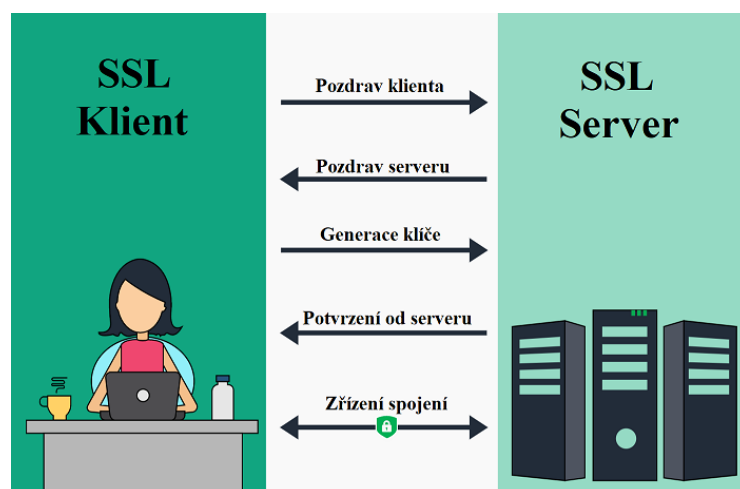 SSL
Klient
Pozdrav klienta
Pozdrav serveru
Generace klíče
Potvrzení od serveru
Zřízení spojení
SSL
Server